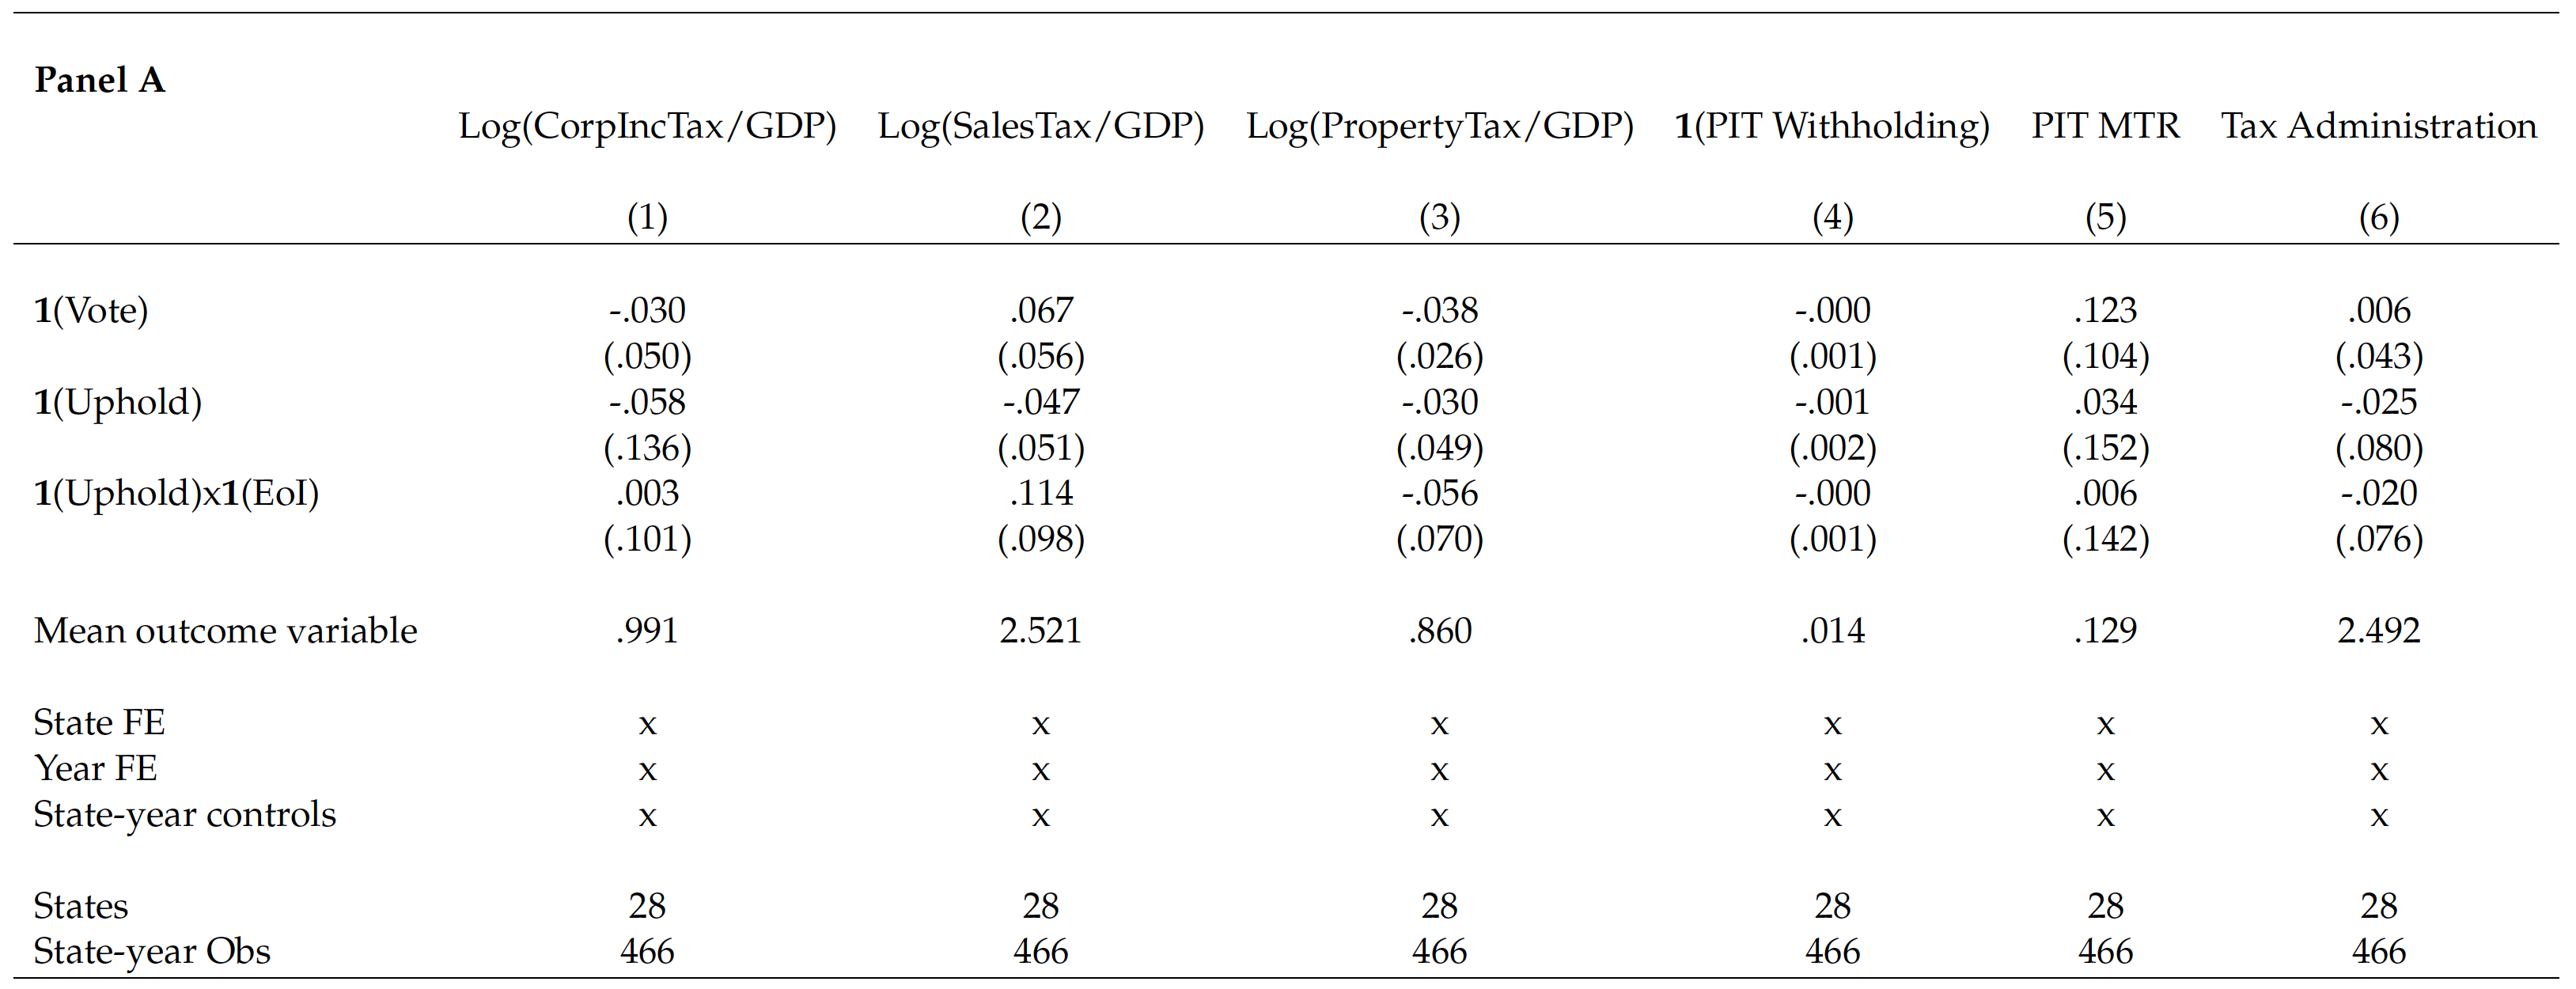 Panel A
Log(CorpIncTax/GDP) Log(SalesTax/GDP) Log(PropertyTax/GDP) 1(PIT Withholding) PIT MTR Tax Administration
(1) (2) (3) (4) (5) (6)
1(Vote) -.030 .067 -.038 -.000 .123 .006
(.050) (.056) (.026) (.001) (.104) (.043)
1(Uphold) -.058 -.047 -.030 -.001 .034 -.025
(.136) (.051) (.049) (.002) (.152) (.080)
1(Uphold)x1(EoI) .003 .114 -.056 -.000 .006 -.020
(.101) (.098) (.070) (.001) (.142) (.076)
Mean outcome variable .991 2.521 .860 .014 .129 2.492
State FE x x x x x x
Year FE x x x x x x
State-year controls x x x x x x
States 28 28 28 28 28 28
State-year Obs 466 466 466 466 466 466